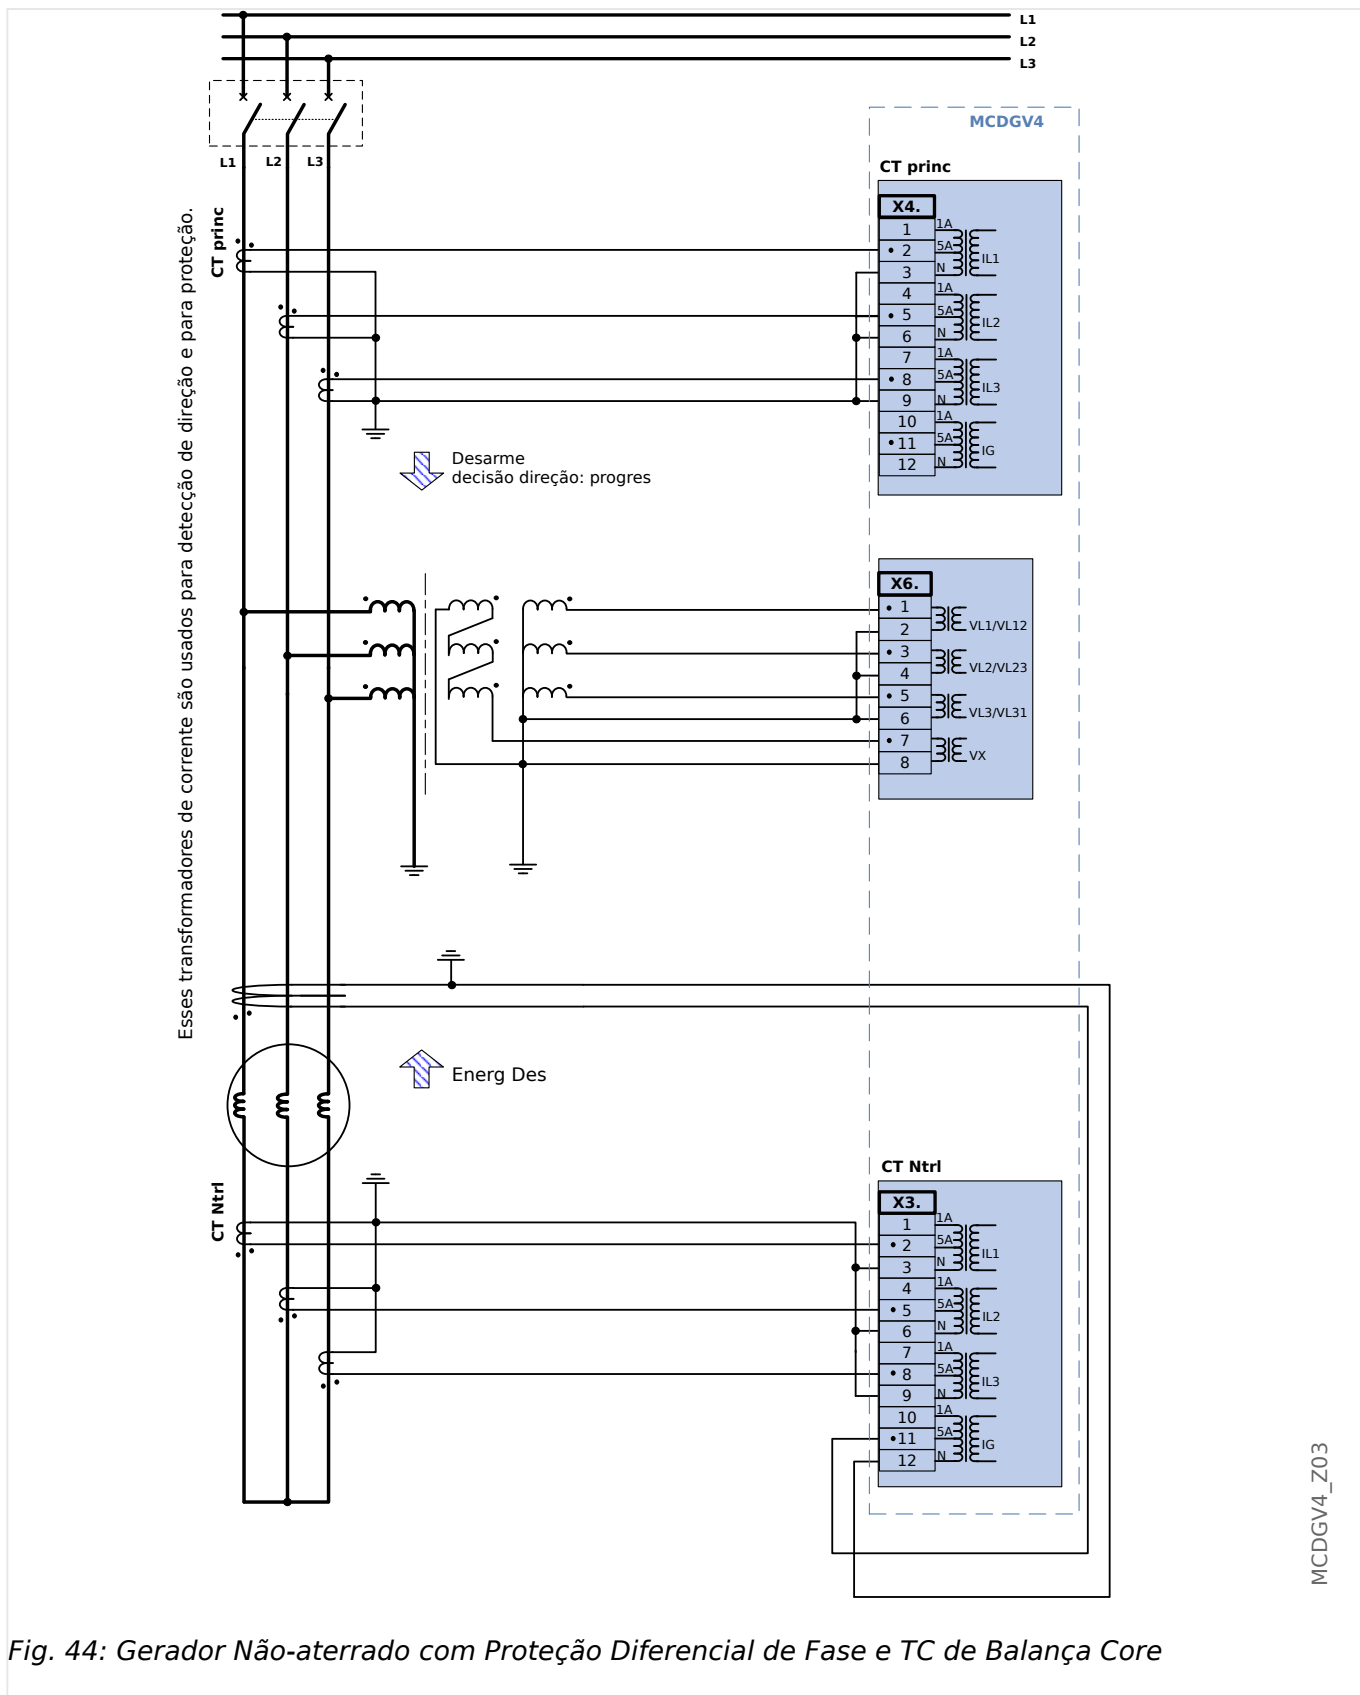 L1
L2
L3
L1
L2
L3
MCDGV4
CT princ
CT princ
Esses transformadores de corrente são usados para detecção de direção e para proteção.
X4.
1
2
3
4
5
6
7
8
9
10
11
12
1A
5A
N
IL1
1A
5A
N
IL2
1A
5A
N
IL3
1A
5A
N
IG
Desarme
decisão direção: progres
X6.
1
2
3
4
5
6
7
8
VL1/VL12
VL2/VL23
VL3/VL31
VX
Energ Des
CT Ntrl
CT Ntrl
X3.
1
2
3
4
5
6
7
8
9
10
11
12
1A
5A
N
IL1
1A
5A
N
IL2
1A
5A
N
IL3
1A
5A
N
IG
MCDGV4_Z03
Fig. 44: Gerador Não-aterrado com Proteção Diferencial de Fase e TC de Balança Core